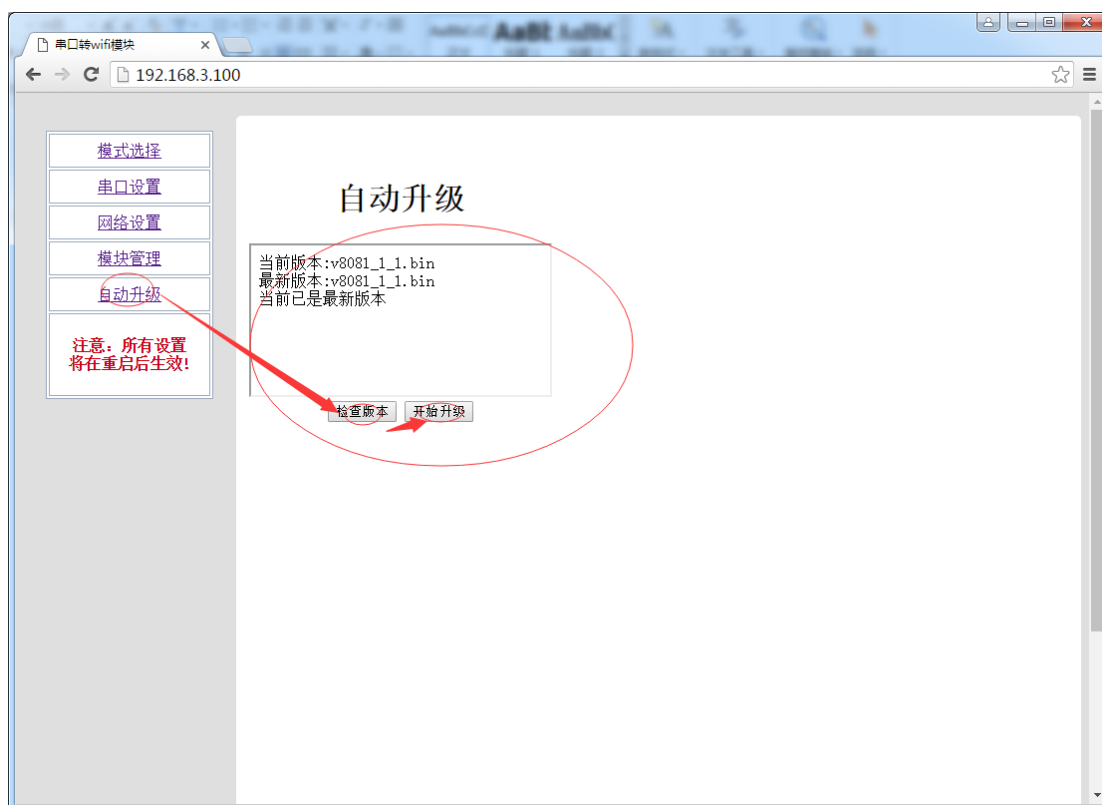 串口转wifi模块
192.168.3.100
模式选择
串口设置
网络设置
模块管理
自动升级
注意：所有设置
将在重启后生效!
自动升级
当前版本:v8081_1_1.bin
最新版本:v8081_1_1.bin
当前已是最新版本
检查版本 开始升级